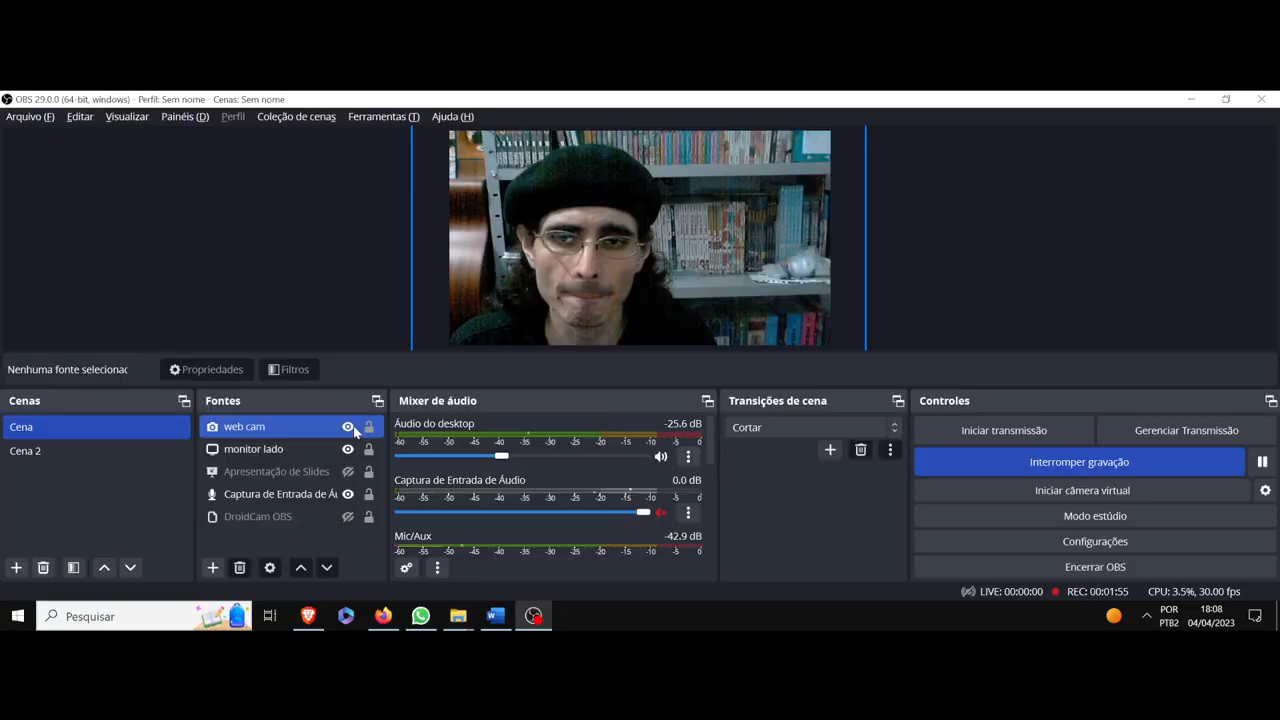 OBS 29.0.0 (64-bit, windows) - Perfil: Sem nome - Cenas: Sem nome
Arquivo (F) Editar Visualizar Painéis (D) Perfil Coleção de cenas Ferramentas (T) Ajuda (H)
Nenhuma fonte selecionac Propriedades Filtros
Cenas
Cena
Cena 2
Fontes
web cam
monitor lado
Apresentação de Slides
Captura de Entrada de Áu
DroidCam OBS
Mixer de áudio
Áudio do desktop -25.6 dB
-60 -55 -50 -45 -40 -35 -30 -25 -20 -15 -10 -5 0
Captura de Entrada de Áudio 0.0 dB
-60 -55 -50 -45 -40 -35 -30 -25 -20 -15 -10 -5 0
Mic/Aux -42.9 dB
-60 -55 -50 -45 -40 -35 -30 -25 -20 -15 -10 -5 0
Transições de cena
Cortar
Controles
Iniciar transmissão Gerenciar Transmissão
Interromper gravação
Iniciar câmera virtual
Modo estúdio
Configurações
Encerrar OBS
LIVE: 00:00:00 REC: 00:01:55 CPU: 3.5%, 30.00 fps
Pesquisar
POR
PTB2
18:08
04/04/2023